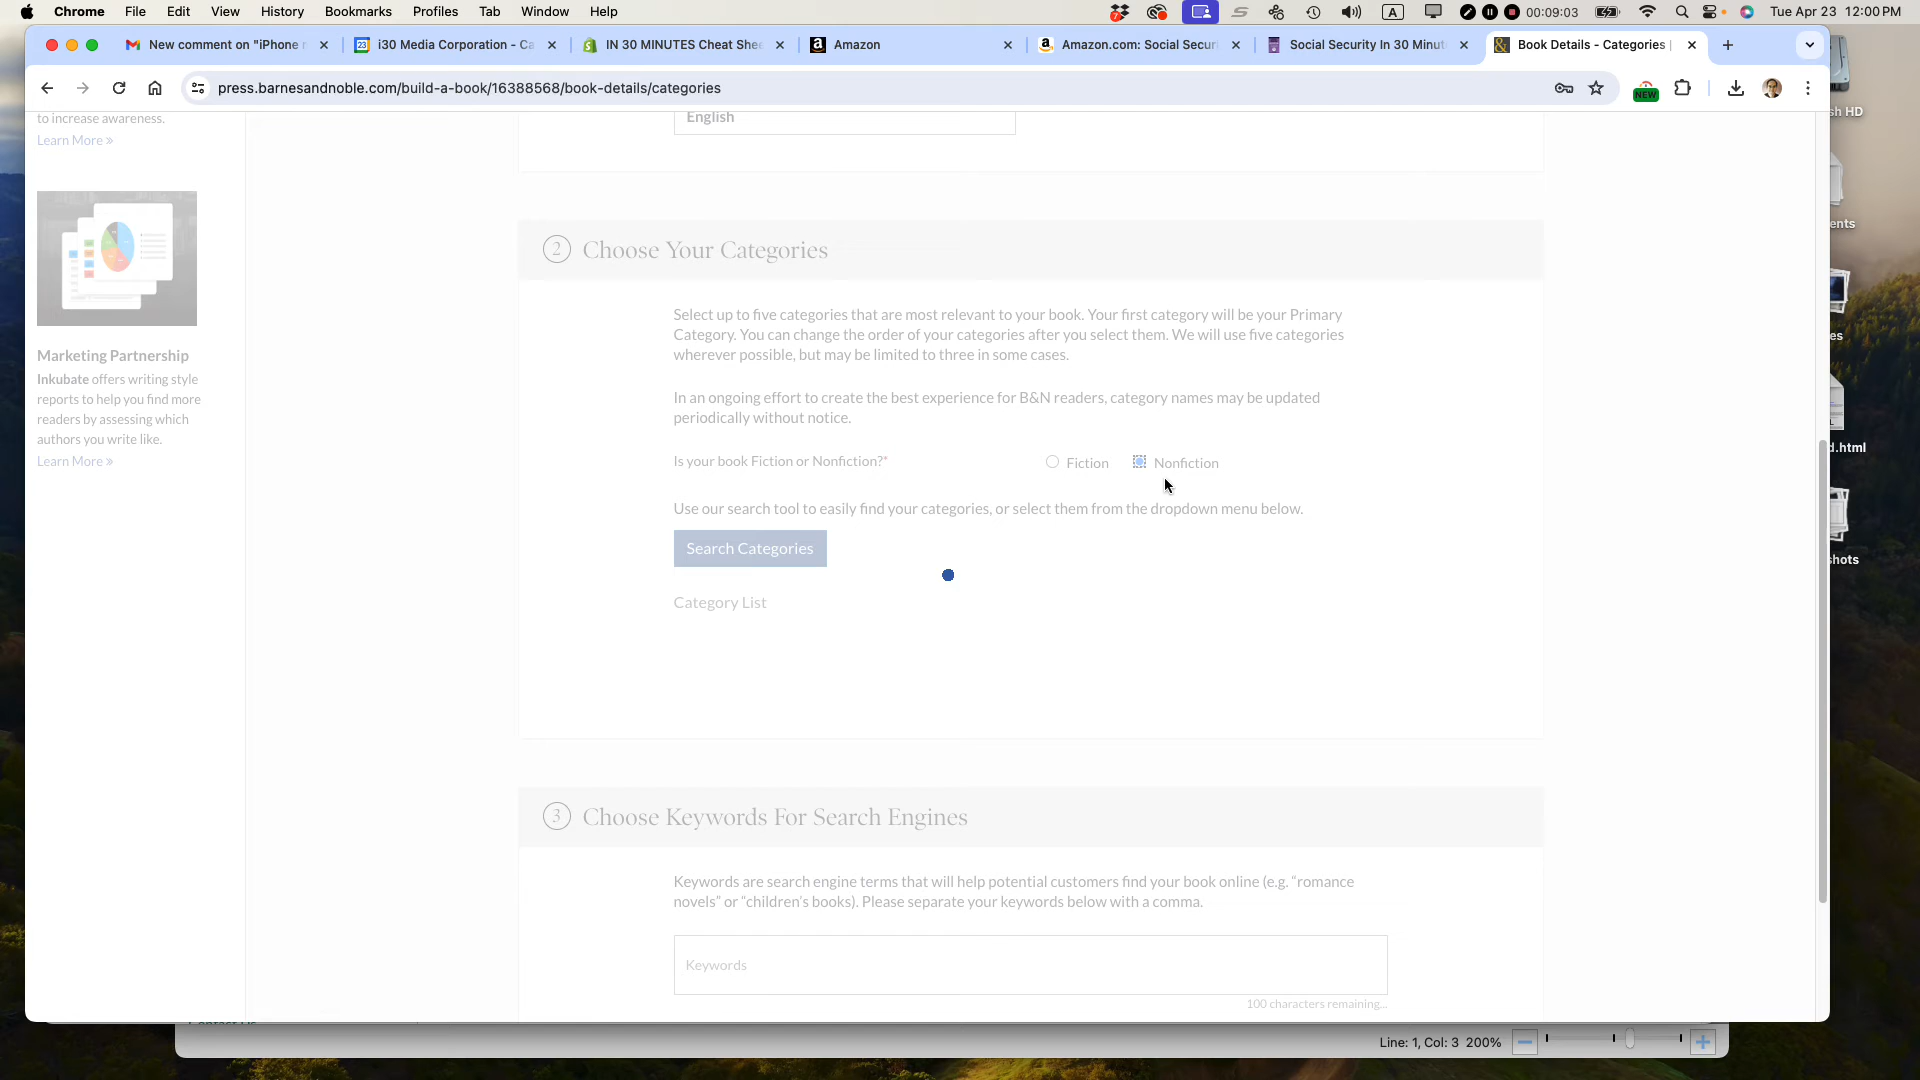 Chrome File Edit View History Bookmarks Profiles Tab Window Help
7
A
00:09:03
Tue Apr 23 12:00 PM
New comment on "iPhone
23
i30 Media Corporation - Ca
IN 30 MINUTES Cheat Shee
Amazon
Amazon.com: Social Securi
Social Security In 30 Minut
Book Details - Categories |
press.barnesandnoble.com/build-a-book/16388568/book-details/categories
NEW
sh HD
ents
es
d.html
shots
to increase awareness.
Learn More »
Marketing Partnership
Inkubate offers writing style
reports to help you find more
readers by assessing which
authors you write like.
Learn More »
English
2 Choose Your Categories
Select up to five categories that are most relevant to your book. Your first category will be your Primary
Category. You can change the order of your categories after you select them. We will use five categories
wherever possible, but may be limited to three in some cases.
In an ongoing effort to create the best experience for B&N readers, category names may be updated
periodically without notice.
Is your book Fiction or Nonfiction?* Fiction Nonfiction
Use our search tool to easily find your categories, or select them from the dropdown menu below.
Search Categories
Category List
3 Choose Keywords For Search Engines
Keywords are search engine terms that will help potential customers find your book online (e.g. “romance
novels” or “children's books). Please separate your keywords below with a comma.
Keywords
100 characters remaining...
Line: 1, Col: 3 200%